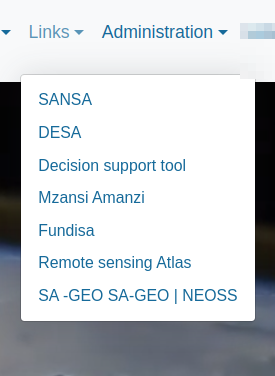 Links Administration
SANSA
DESA
Decision support tool
Mzansi Amanzi
Fundisa
Remote sensing Atlas
SA -GEO SA-GEO | NEOSS